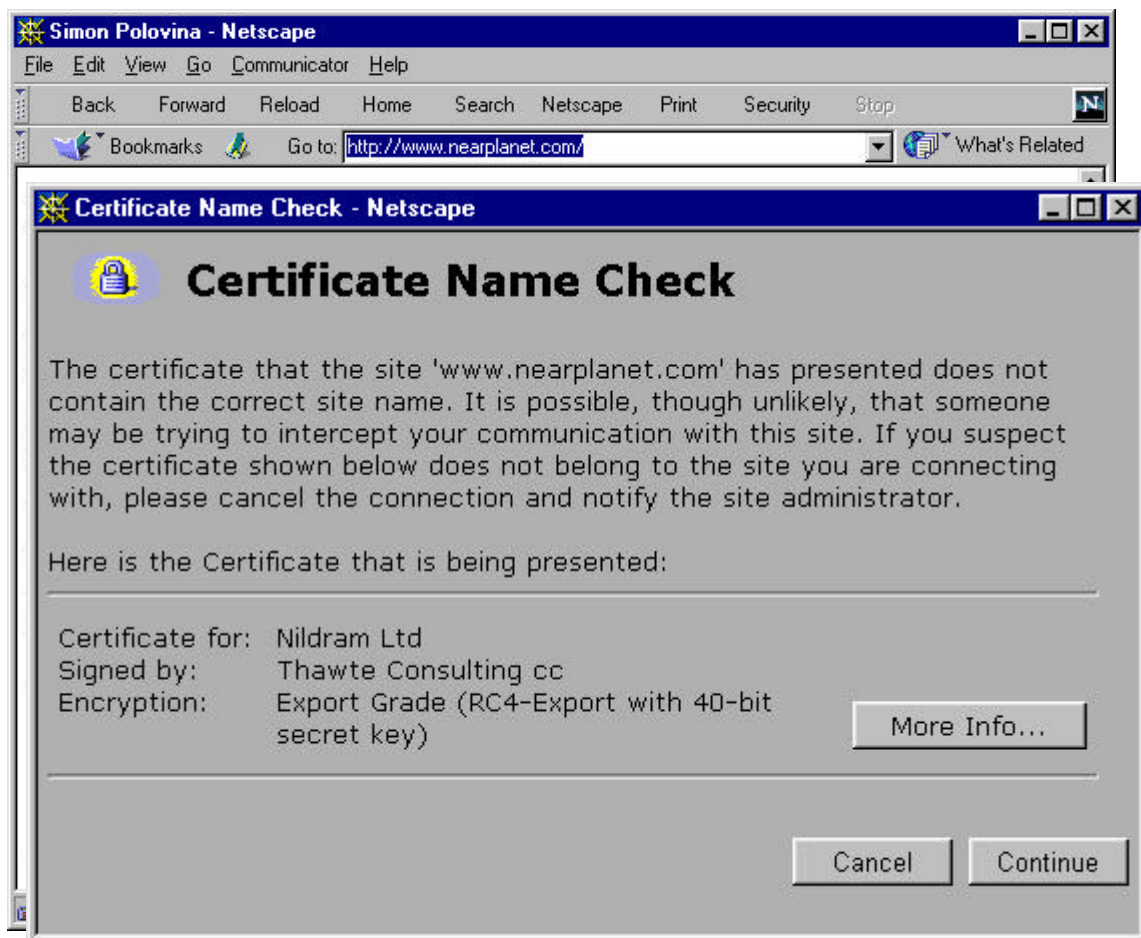 Simon Polovina - Netscape
File Edit View Go Communicator Help
Back Forward Reload Home Search Netscape Print Security Stop N
Bookmarks Go to: http://www.nearplanet.com/ What's Related
Certificate Name Check - Netscape
Certificate Name Check
The certificate that the site 'www.nearplanet.com' has presented does not
contain the correct site name. It is possible, though unlikely, that someone
may be trying to intercept your communication with this site. If you suspect
the certificate shown below does not belong to the site you are connecting
with, please cancel the connection and notify the site administrator.
Here is the Certificate that is being presented:
Certificate for: Nildram Ltd
Signed by: Thawte Consulting cc
Encryption: Export Grade (RC4-Export with 40-bit
secret key)
More Info...
Cancel Continue